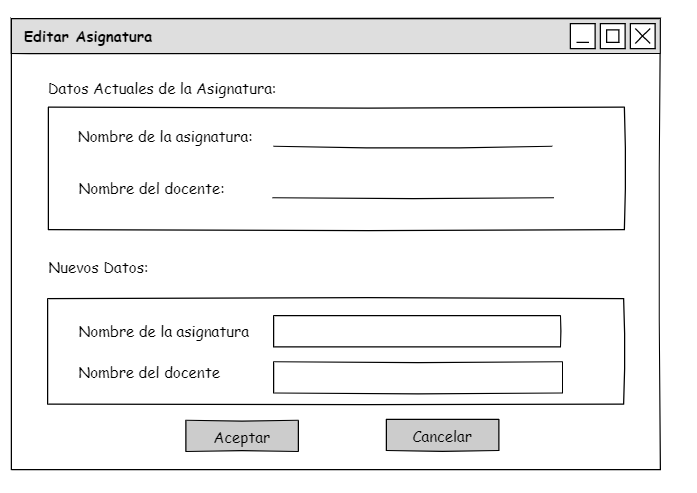 Editar Asignatura
Datos Actuales de la Asignatura:
Nombre de la asignatura:
Nombre del docente:
Nuevos Datos:
Nombre de la asignatura
Nombre del docente
Aceptar
Cancelar